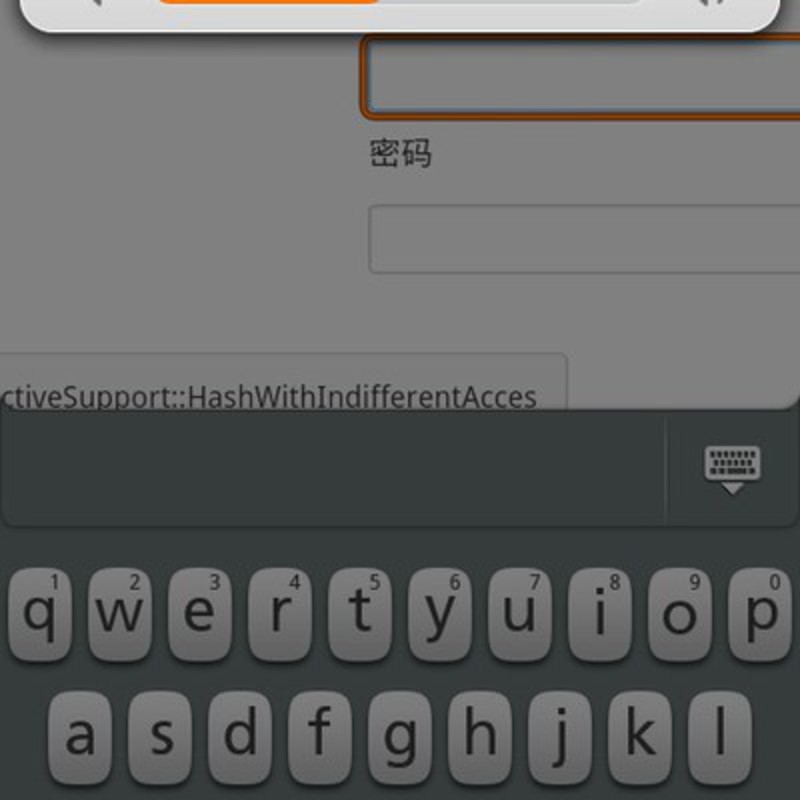 密码
ctiveSupport::HashWithIndifferentAcces
1 2 3 4 5 6 7 8 9 0
q w e r t y u i o p
a s d f g h j k l